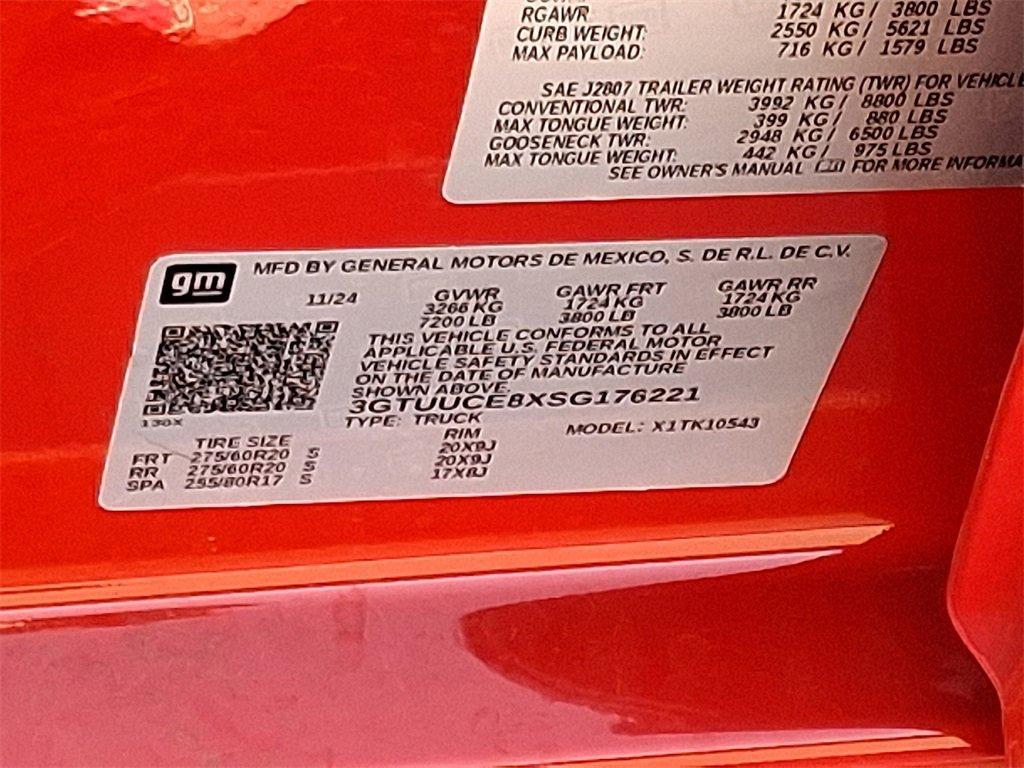 RGAWR 1724 KG / 3800 LBS
CURB WEIGHT: 2550 KG / 5621 LBS
MAX PAYLOAD: 716 KG / 1579 LBS
SAE J2807 TRAILER WEIGHT RATING (TWR) FOR VEHICLE
CONVENTIONAL TWR: 3992 KG / 8800 LBS
MAX TONGUE WEIGHT: 399 KG / 880 LBS
GOOSENECK TWR: 2948 KG / 6500 LBS
MAX TONGUE WEIGHT: 442 KG / 975 LBS
SEE OWNER'S MANUAL FOR MORE INFORMA
gm MFD BY GENERAL MOTORS DE MEXICO, S. DE R.L. DE C.V.
11/24 GVWR GAWR FRT GAWR RR
3266 KG 1724 KG 1724 KG
7200 LB 3800 LB 3800 LB
THIS VEHICLE CONFORMS TO ALL
APPLICABLE U.S. FEDERAL MOTOR
VEHICLE SAFETY STANDARDS IN EFFECT
ON THE DATE OF MANUFACTURE
SHOWN ABOVE.
3GTUUCE8XSG176221
130X TYPE: TRUCK MODEL: X1TK10543
TIRE SIZE RIM
FRT 275/60R20 S 20X9J
RR 275/60R20 S 20X9J
SPA 255/80R17 S 17X8J